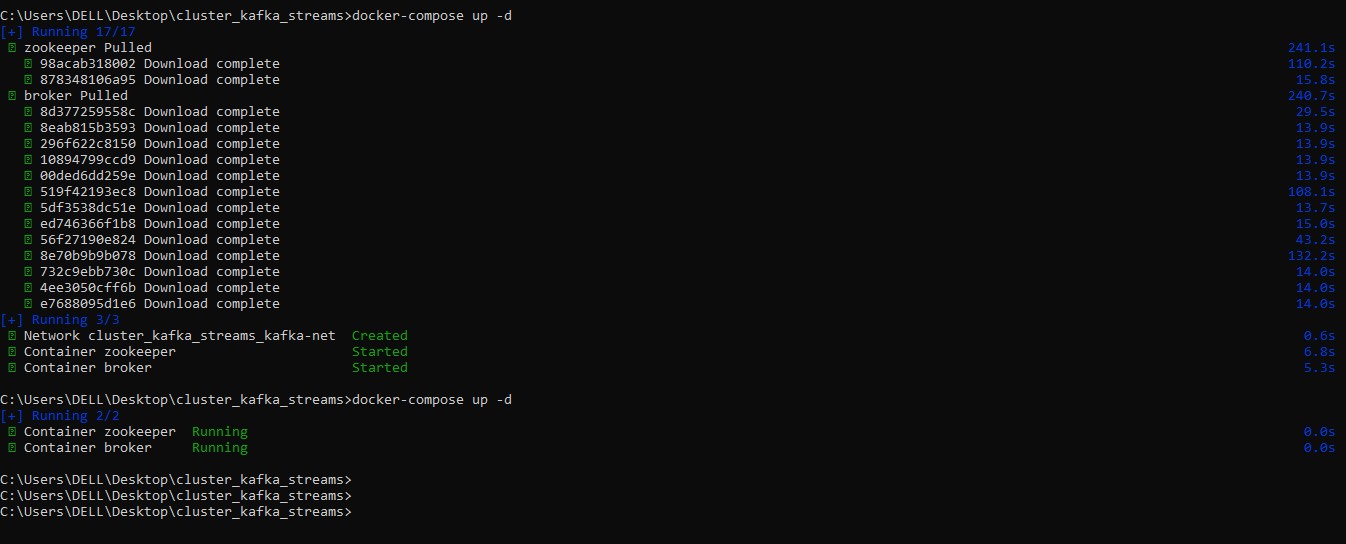 C:\Users\DELL\Desktop\cluster_kafka_streams>docker-compose up -d
[+] Running 17/17
zookeeper Pulled 241.1s
98acab318002 Download complete 110.2s
878348106a95 Download complete 15.8s
broker Pulled 240.7s
8d377259558c Download complete 29.5s
8eab815b3593 Download complete 13.9s
296f622c8150 Download complete 13.9s
10894799ccd9 Download complete 13.9s
00ded6dd259e Download complete 13.9s
519f42193ec8 Download complete 108.1s
5df3538dc51e Download complete 13.7s
ed746366f1b8 Download complete 15.0s
56f27190e824 Download complete 43.2s
8e70b9b9b078 Download complete 132.2s
732c9ebb730c Download complete 14.0s
4ee3050cff6b Download complete 14.0s
e7688095d1e6 Download complete 14.0s
[+] Running 3/3
Network cluster_kafka_streams_kafka-net Created 0.6s
Container zookeeper Started 6.8s
Container broker Started 5.3s
C:\Users\DELL\Desktop\cluster_kafka_streams>docker-compose up -d
[+] Running 2/2
Container zookeeper Running 0.0s
Container broker Running 0.0s
C:\Users\DELL\Desktop\cluster_kafka_streams>
C:\Users\DELL\Desktop\cluster_kafka_streams>
C:\Users\DELL\Desktop\cluster_kafka_streams>